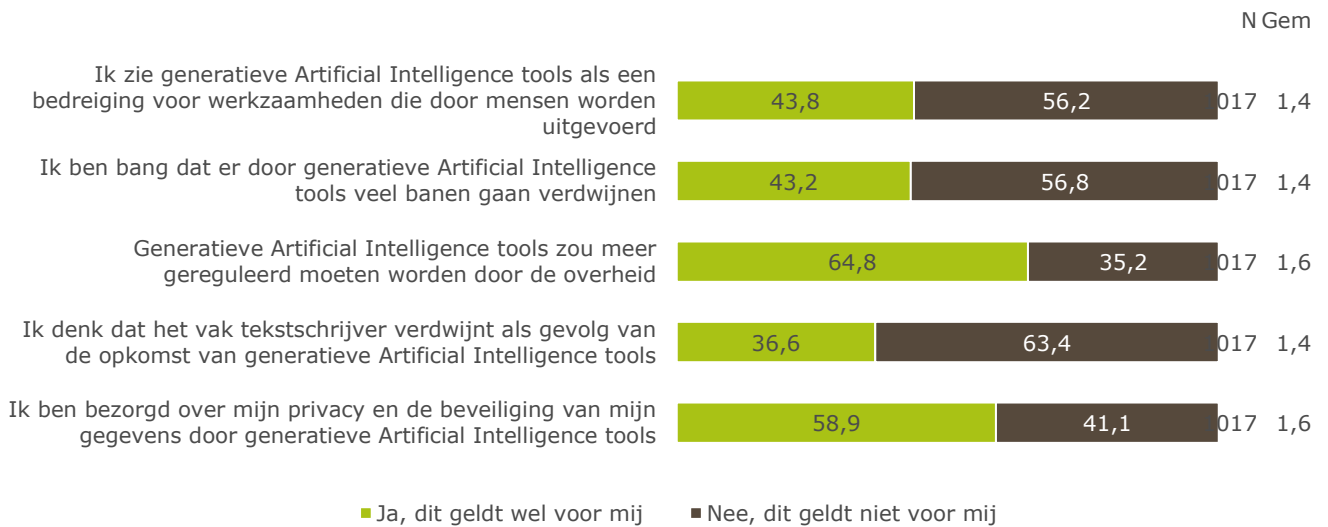 N Gem
Ik zie generatieve Artificial Intelligence tools als een
bedreiging voor werkzaamheden die door mensen worden
uitgevoerd
43,8 56,2 017 1,4
Ik ben bang dat er door generatieve Artificial Intelligence
tools veel banen gaan verdwijnen
43,2 56,8 017 1,4
Generatieve Artificial Intelligence tools zou meer
gereguleerd moeten worden door de overheid
64,8 35,2 017 1,6
Ik denk dat het vak tekstschrijver verdwijnt als gevolg van
de opkomst van generatieve Artificial Intelligence tools
36,6 63,4 017 1,4
Ik ben bezorgd over mijn privacy en de beveiliging van mijn
gegevens door generatieve Artificial Intelligence tools
58,9 41,1 017 1,6
Ja, dit geldt wel voor mij Nee, dit geldt niet voor mij